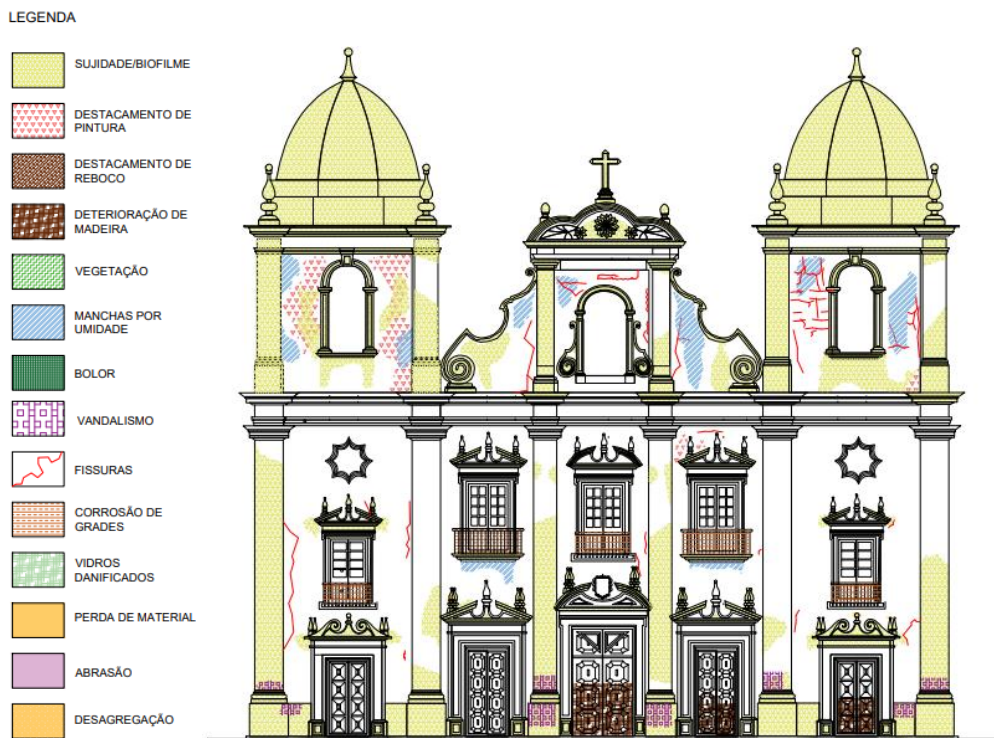 LEGENDA
SUJIDADE/BIOFILME
DESTACAMENTO DE
PINTURA
DESTACAMENTO DE
REBOCO
DETERIORAÇÃO DE
MADEIRA
VEGETAÇÃO
MANCHAS POR
UMIDADE
BOLOR
VANDALISMO
FISSURAS
CORROSÃO DE
GRADES
VIDROS
DANIFICADOS
PERDA DE MATERIAL
ABRASÃO
DESAGREGAÇÃO